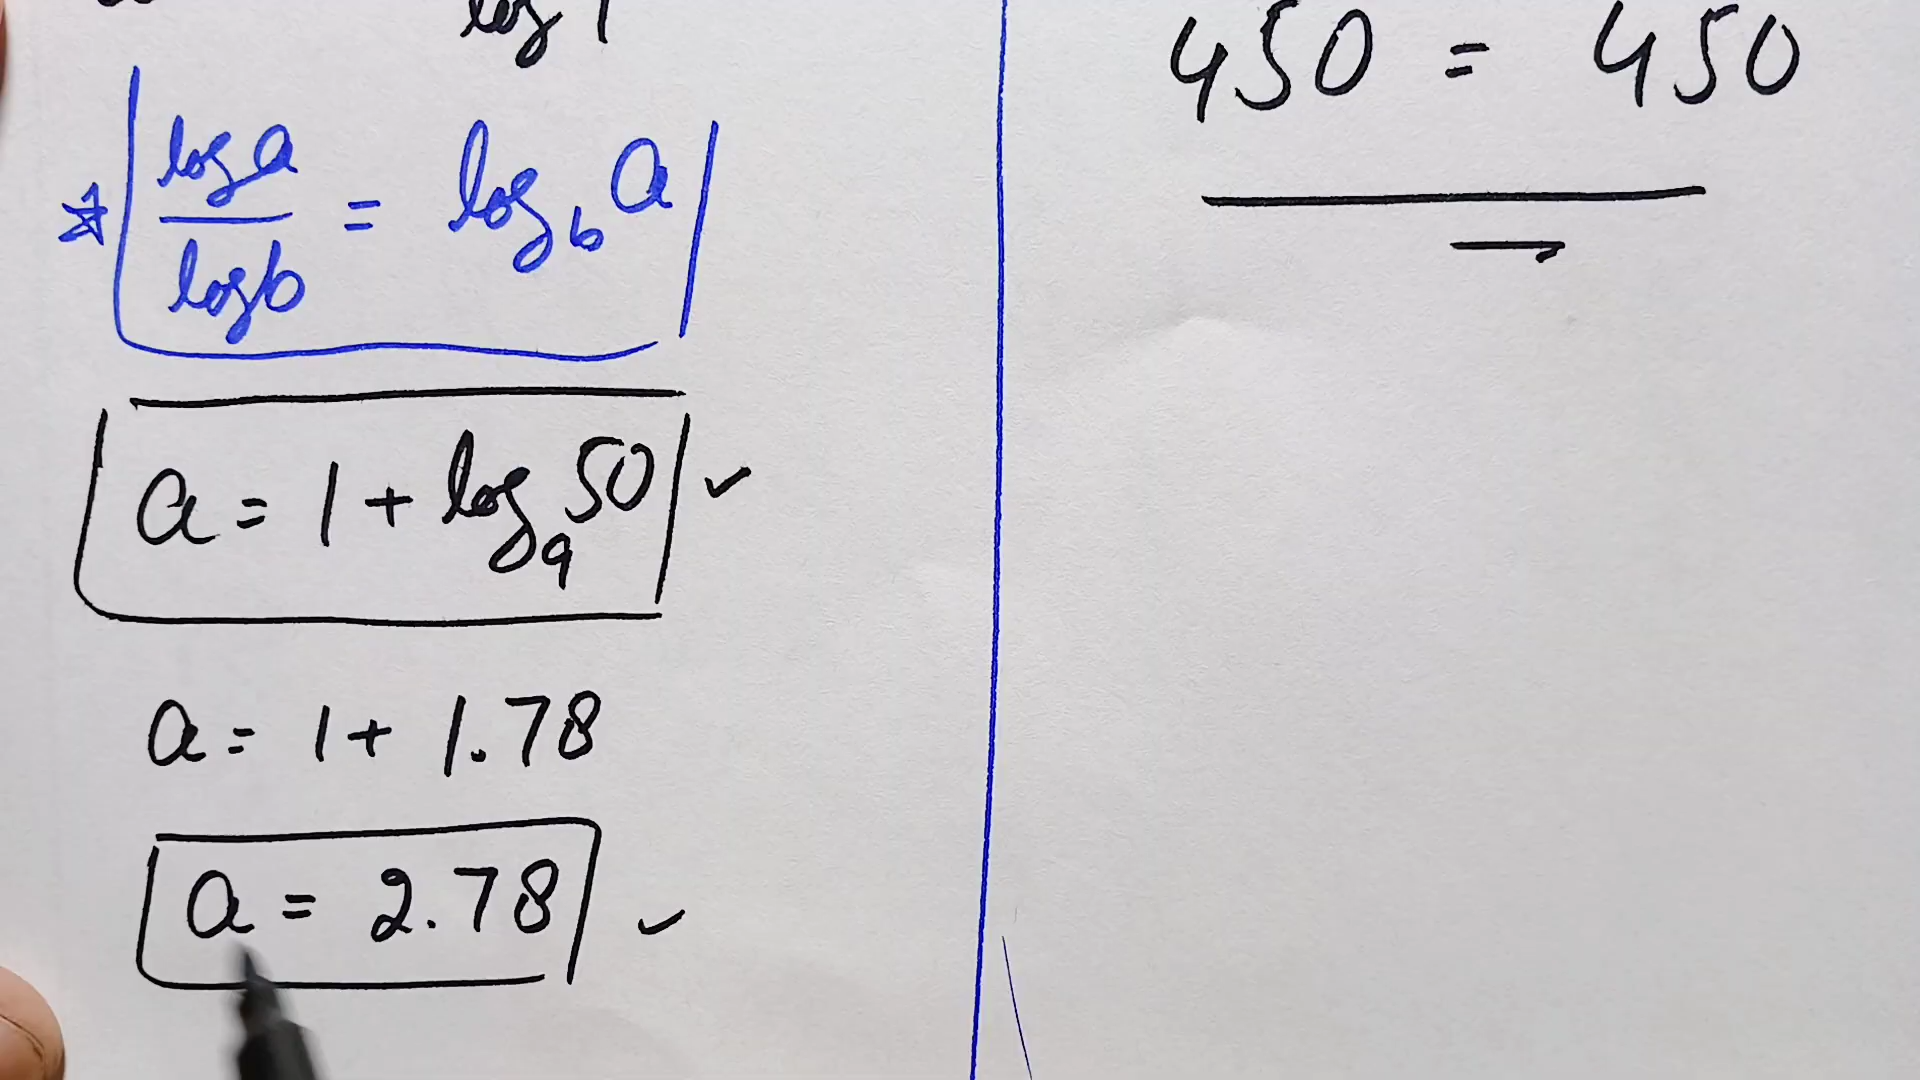 log a / log b = log_b a
a = 1 + log_9 50 ✓
a = 1 + 1.78
a = 2.78 ✓
450 = 450